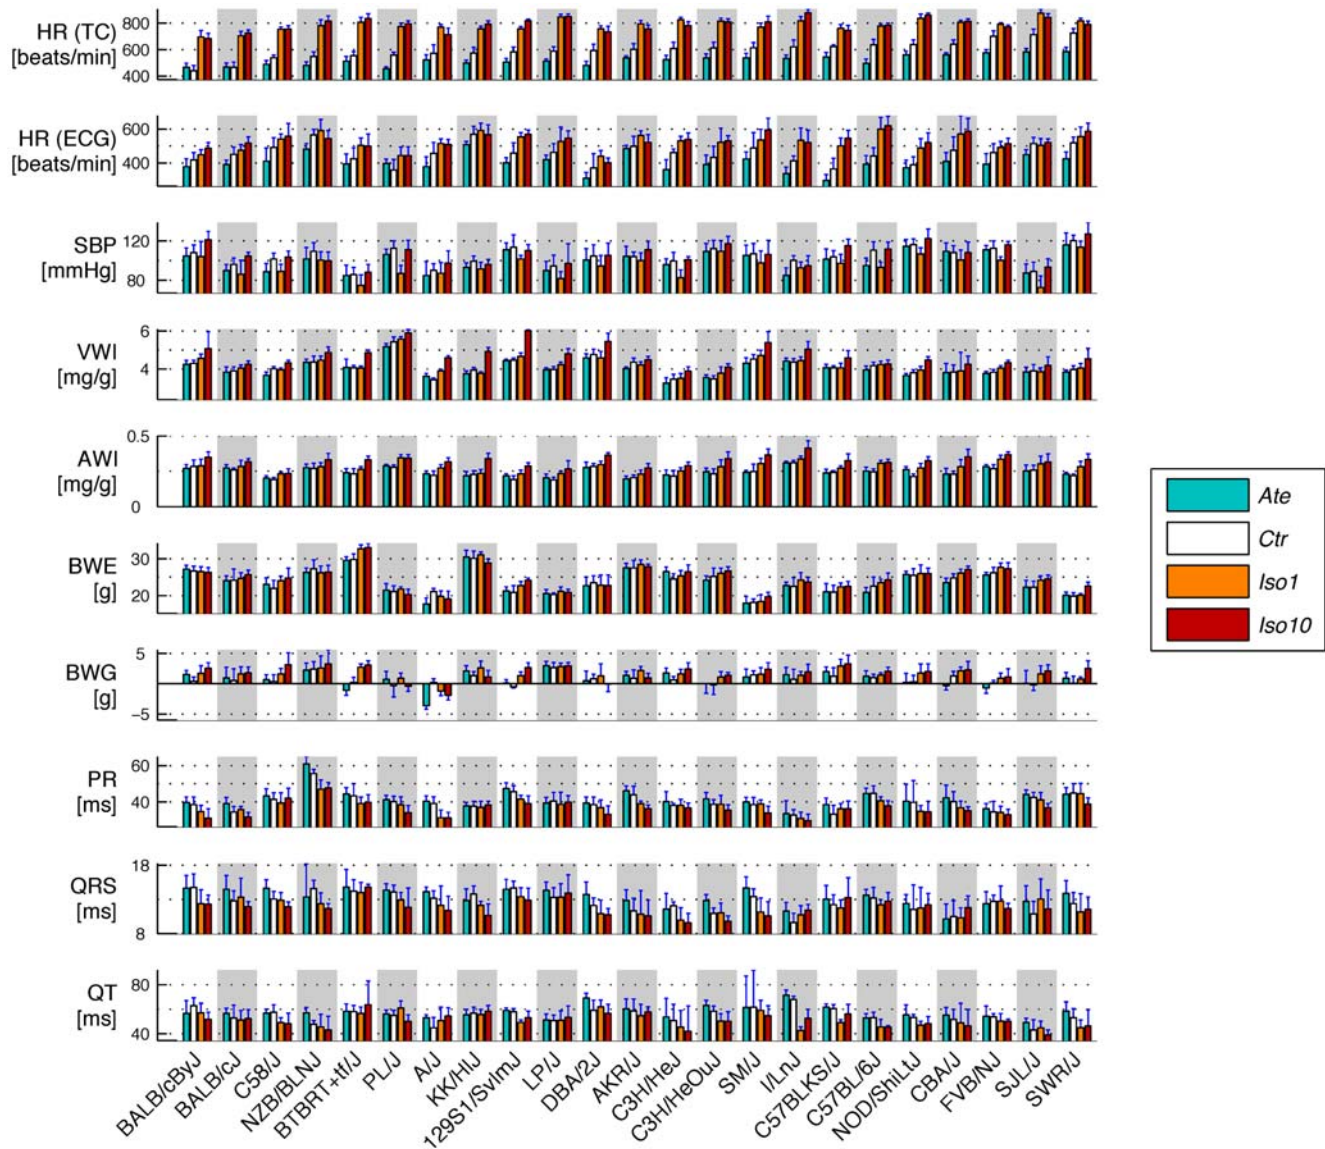 HR (TC)
[beats/min]
800
600
400
HR (ECG)
[beats/min]
600
400
SBP
[mmHg]
120
80
VWI
[mg/g]
6
4
AWI
[mg/g]
0.5
0
BWE
[g]
30
20
BWG
[g]
5
−5
PR
[ms]
60
40
QRS
[ms]
18
8
QT
[ms]
80
40
BALB/cByJ
BALB/cJ
C58/J
NZB/BLNJ
BTBRT+tf/J
PL/J
A/J
KK/HlJ
129S1/SvImJ
LP/J
DBA/2J
AKR/J
C3H/HeJ
C3H/HeOuJ
SM/J
I/LnJ
C57BLKS/J
C57BL/6J
NOD/ShiLtJ
CBA/J
FVB/NJ
SJL/J
SWR/J
Ate
Ctr
Iso1
Iso10